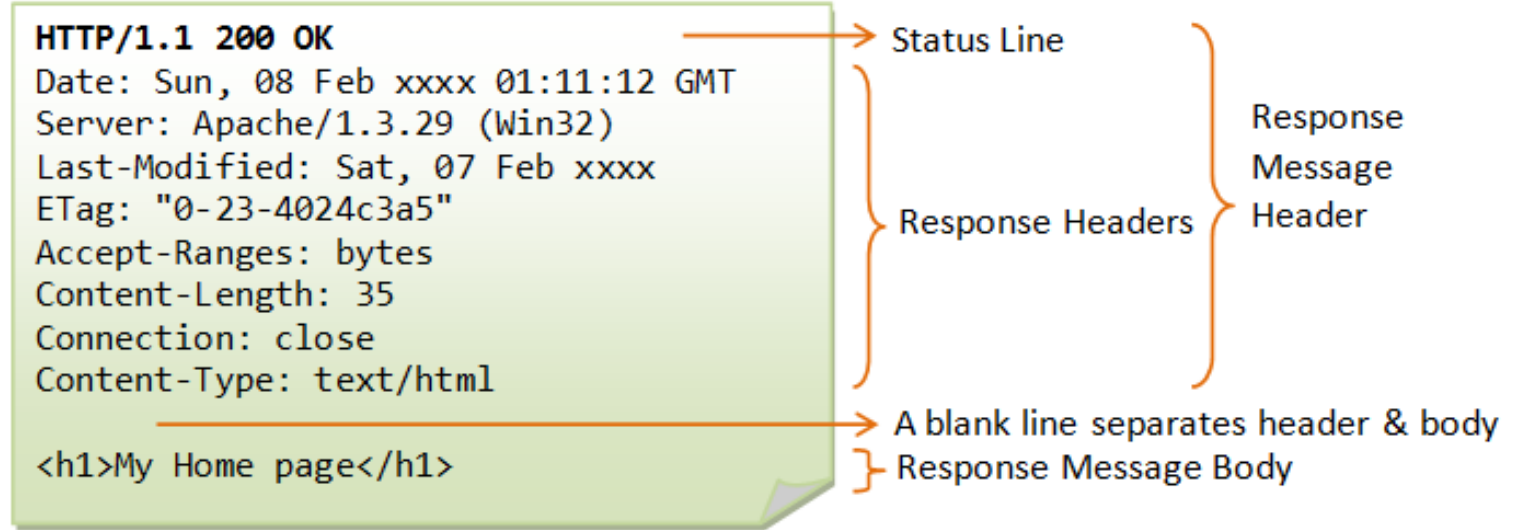 HTTP/1.1 200 OK
Date: Sun, 08 Feb xxxx 01:11:12 GMT
Server: Apache/1.3.29 (Win32)
Last-Modified: Sat, 07 Feb xxxx
ETag: "0-23-4024c3a5"
Accept-Ranges: bytes
Content-Length: 35
Connection: close
Content-Type: text/html
<h1>My Home page</h1>
Status Line
Response Headers
Response
Message
Header
A blank line separates header & body
Response Message Body